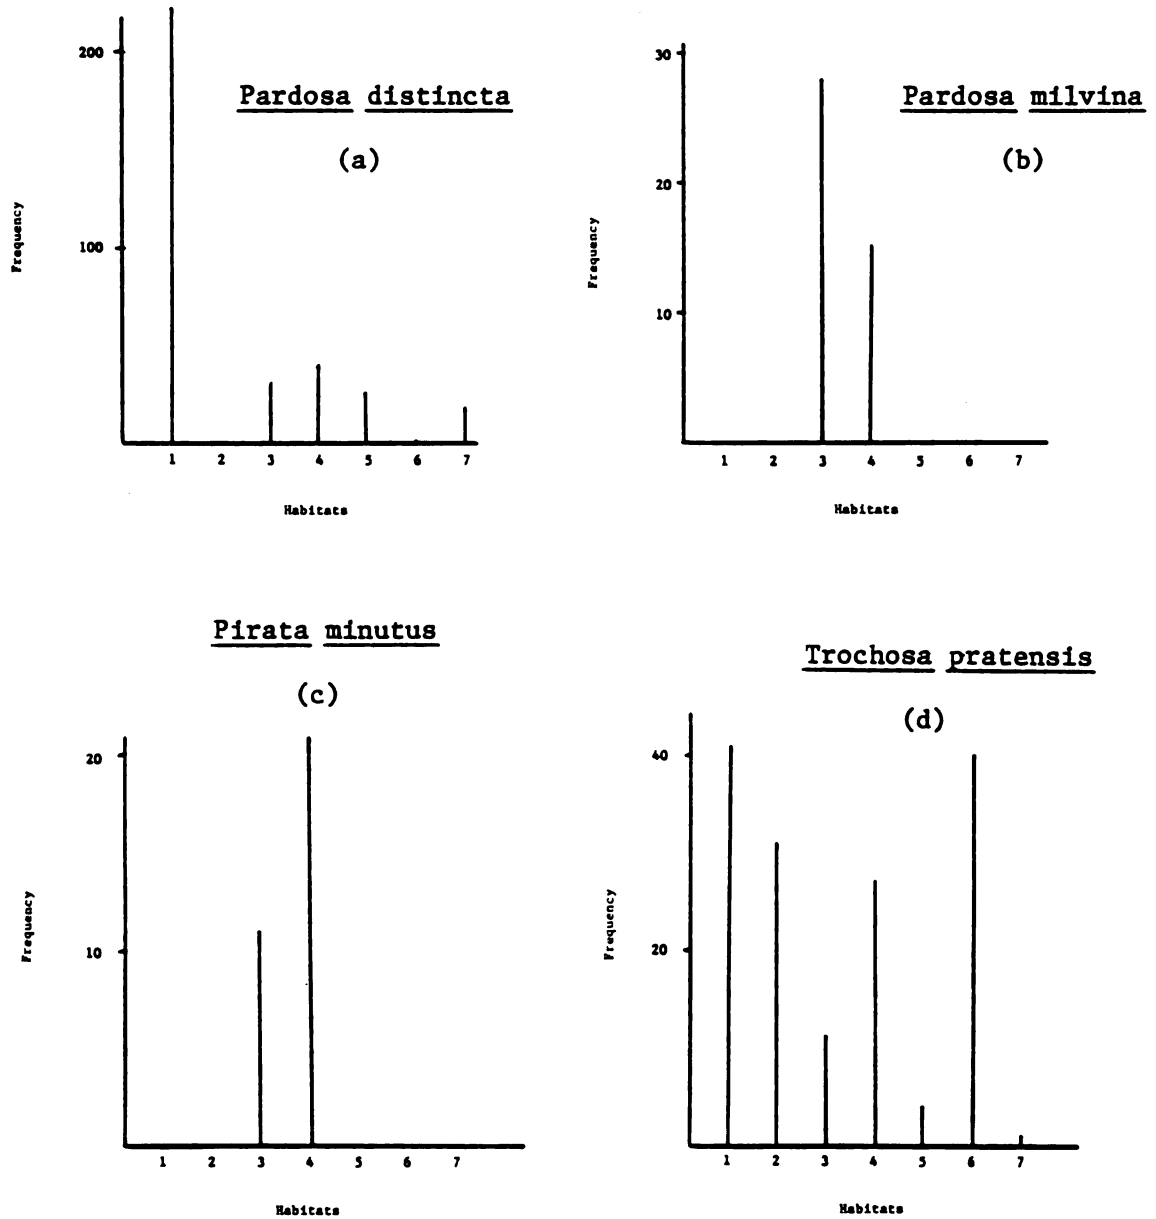 Pardosa distincta
(a)
200
100
Frequency
1 2 3 4 5 6 7
Habitats
Pardosa milvina
(b)
30
20
10
Frequency
1 2 3 4 5 6 7
Habitats
Pirata minutus
(c)
20
10
Frequency
1 2 3 4 5 6 7
Habitats
Trochosa pratensis
(d)
40
20
Frequency
1 2 3 4 5 6 7
Habitats